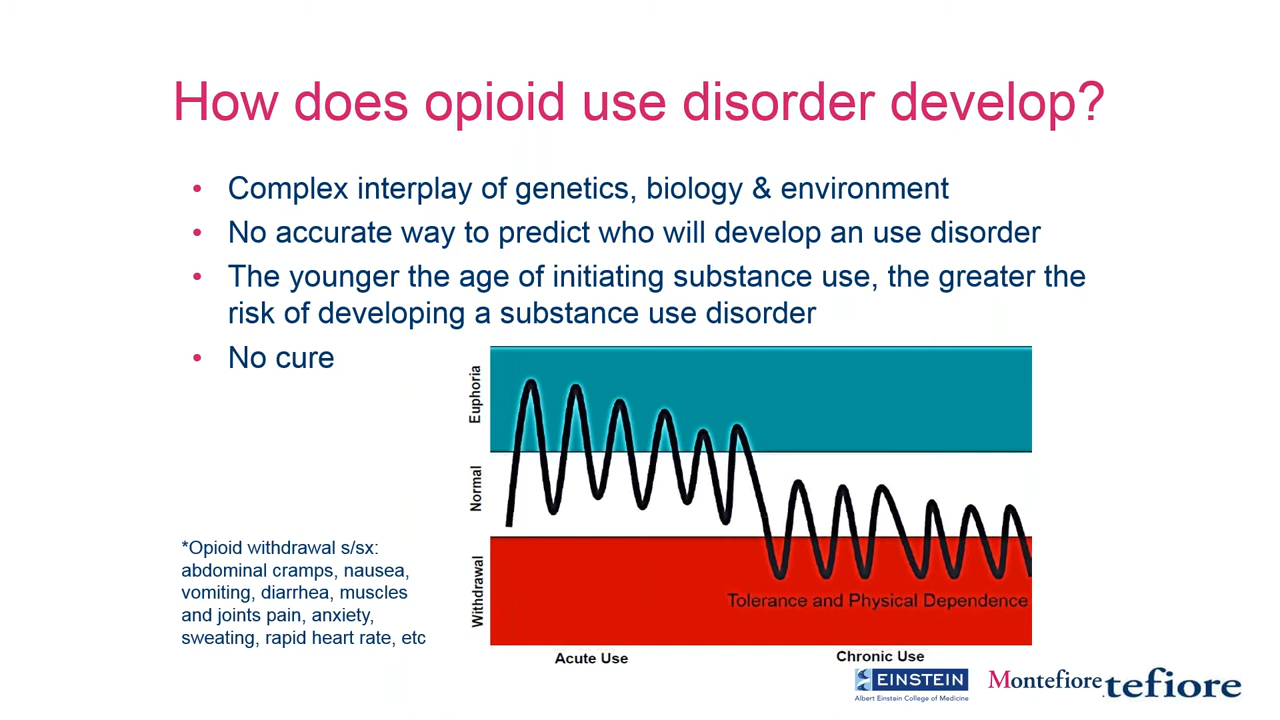 How does opioid use disorder develop?
• Complex interplay of genetics, biology & environment
• No accurate way to predict who will develop an use disorder
• The younger the age of initiating substance use, the greater the
risk of developing a substance use disorder
• No cure
Euphoria
Normal
Withdrawal
Tolerance and Physical Dependence
Acute Use
Chronic Use
*Opioid withdrawal s/sx:
abdominal cramps, nausea,
vomiting, diarrhea, muscles
and joints pain, anxiety,
sweating, rapid heart rate, etc
EINSTEIN
Albert Einstein College of Medicine
Montefiore
tefiore